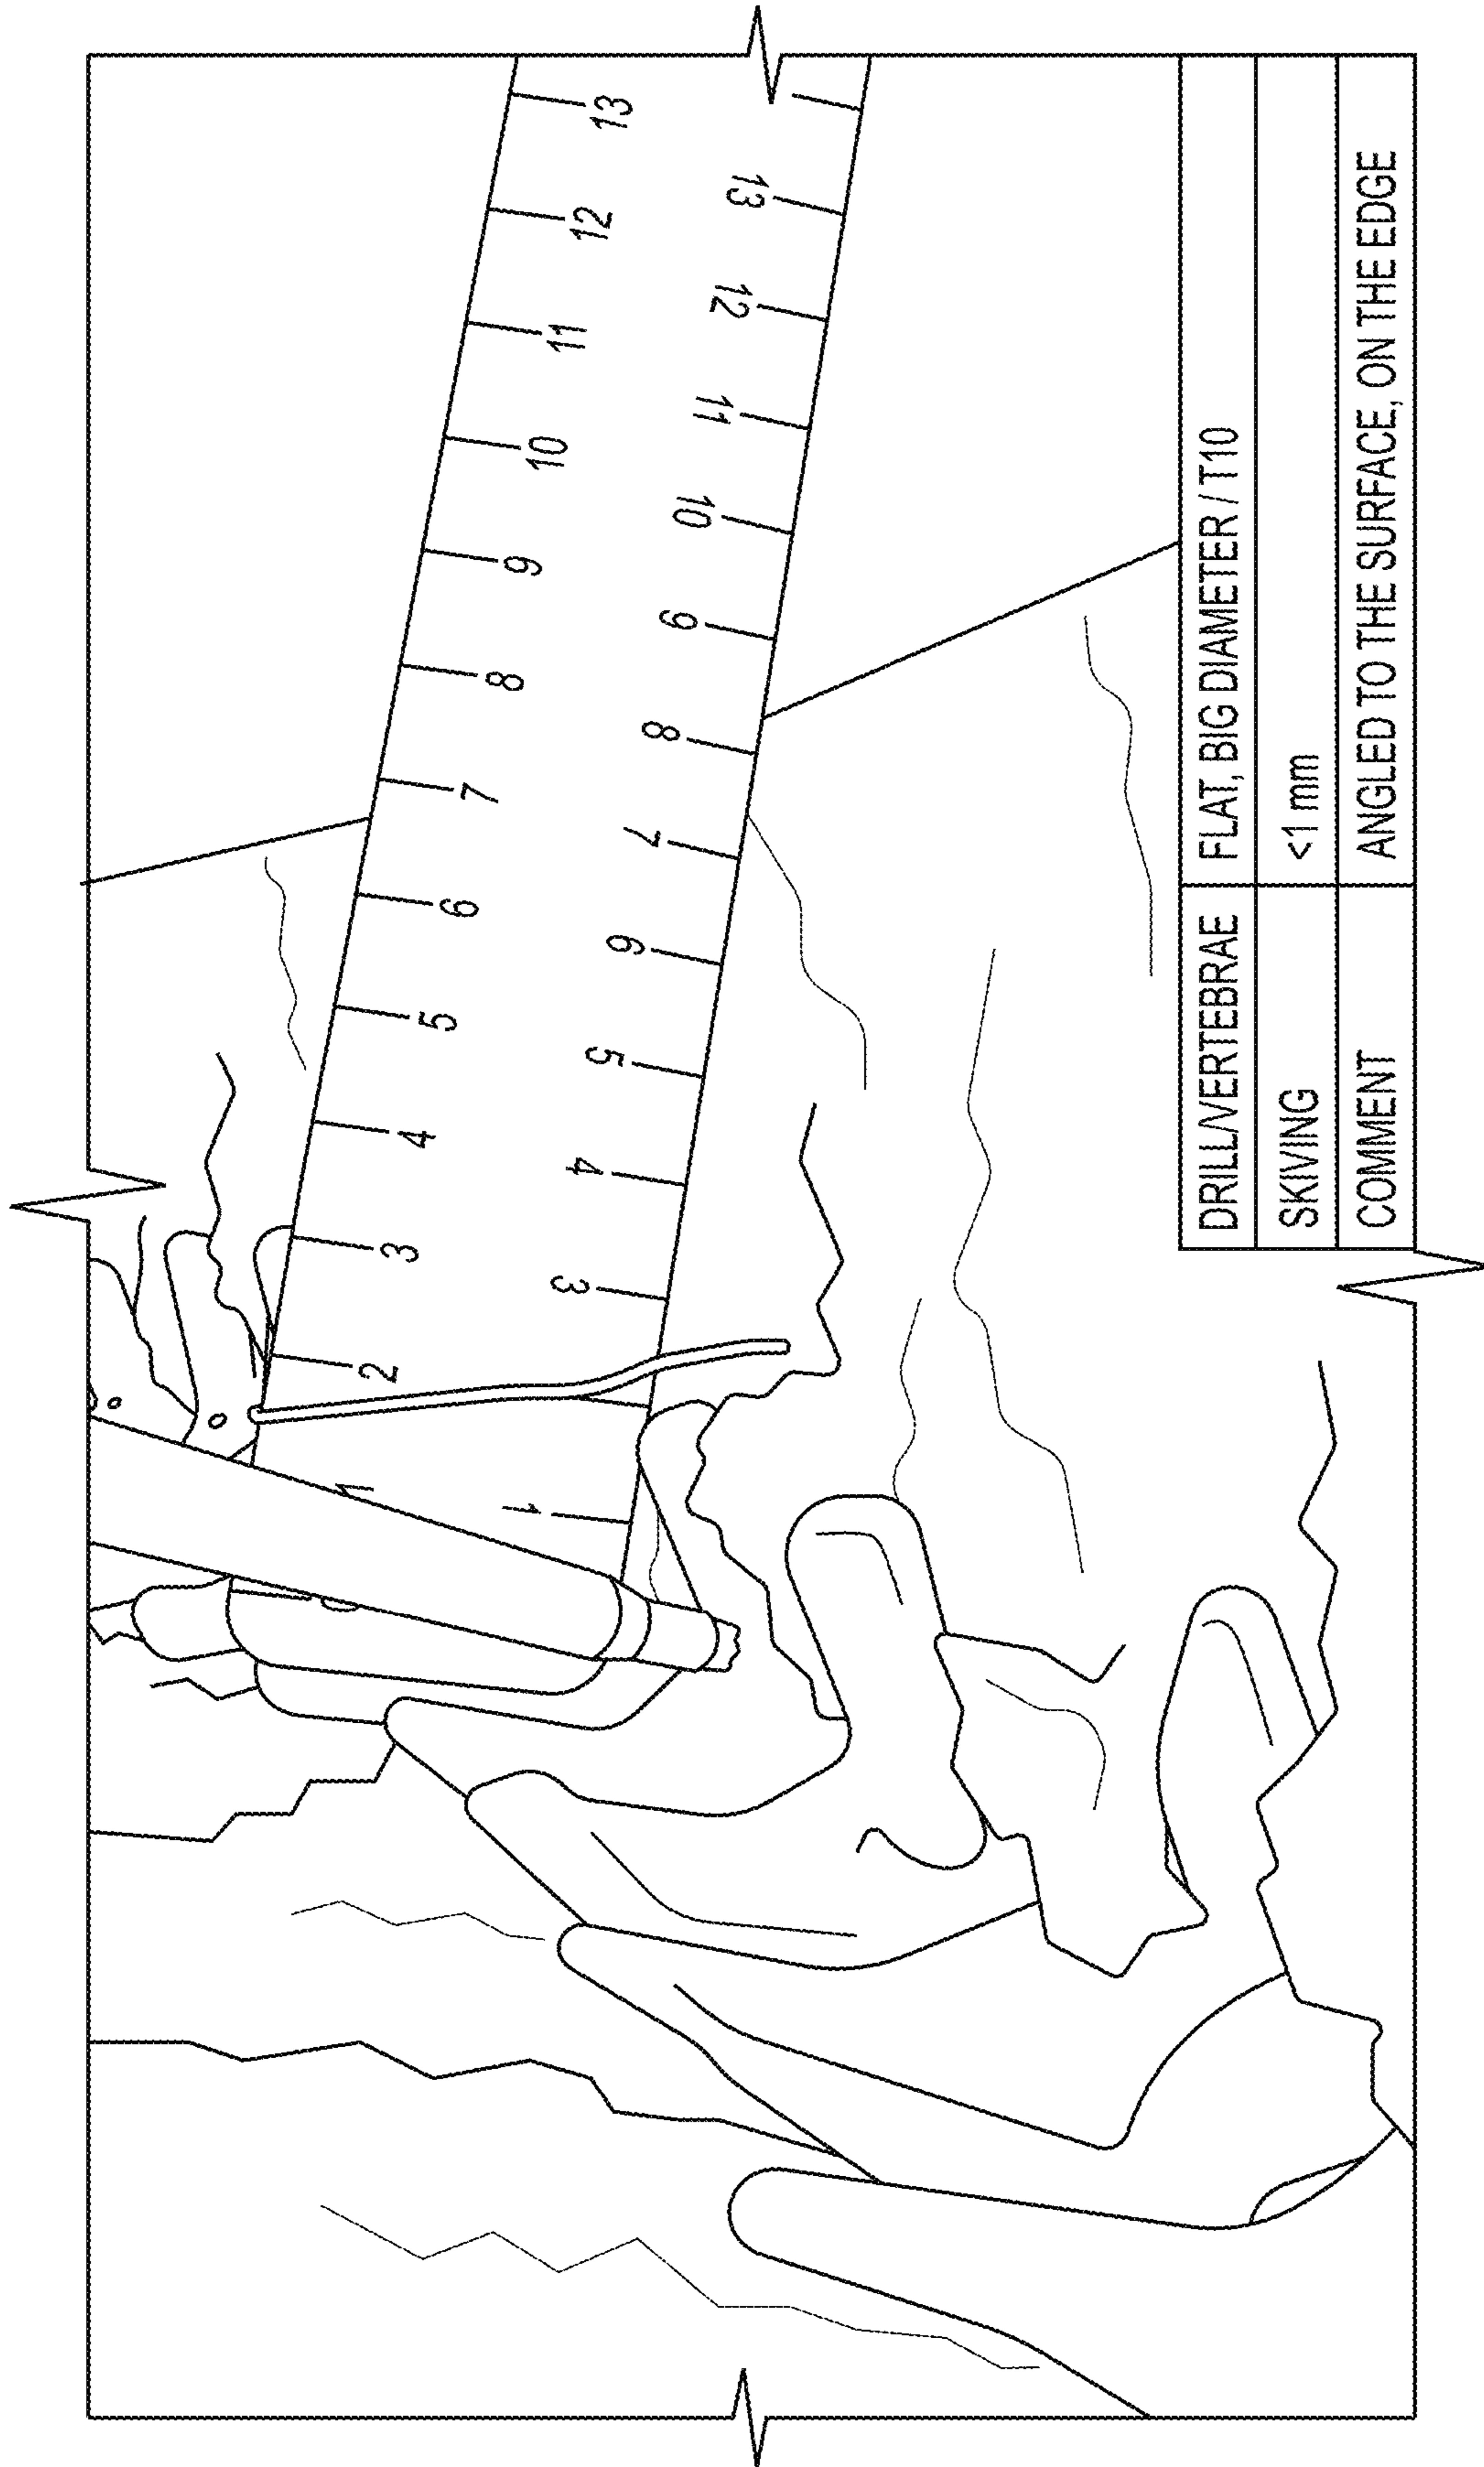 1 2 3 4 5 6 7 8 9 10 11 12 13
1 3 4 5 6 7 8 9 10 11 12 13
DRILL/VERTEBRAE FLAT, BIG DIAMETER / T10
SKIVING <1 mm
COMMENT ANGLED TO THE SURFACE, ON THE EDGE